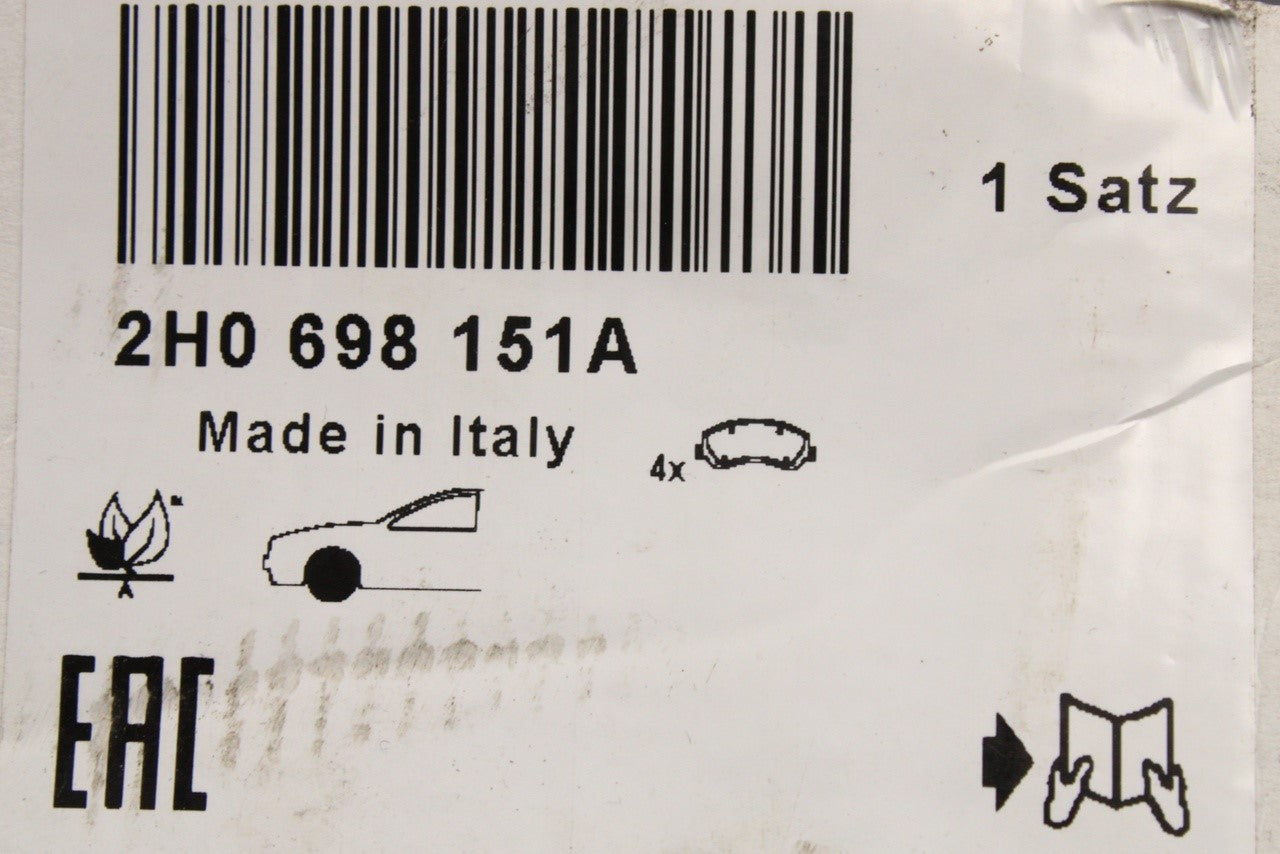 1 Satz
2H0 698 151A
Made in Italy
4x
EAC